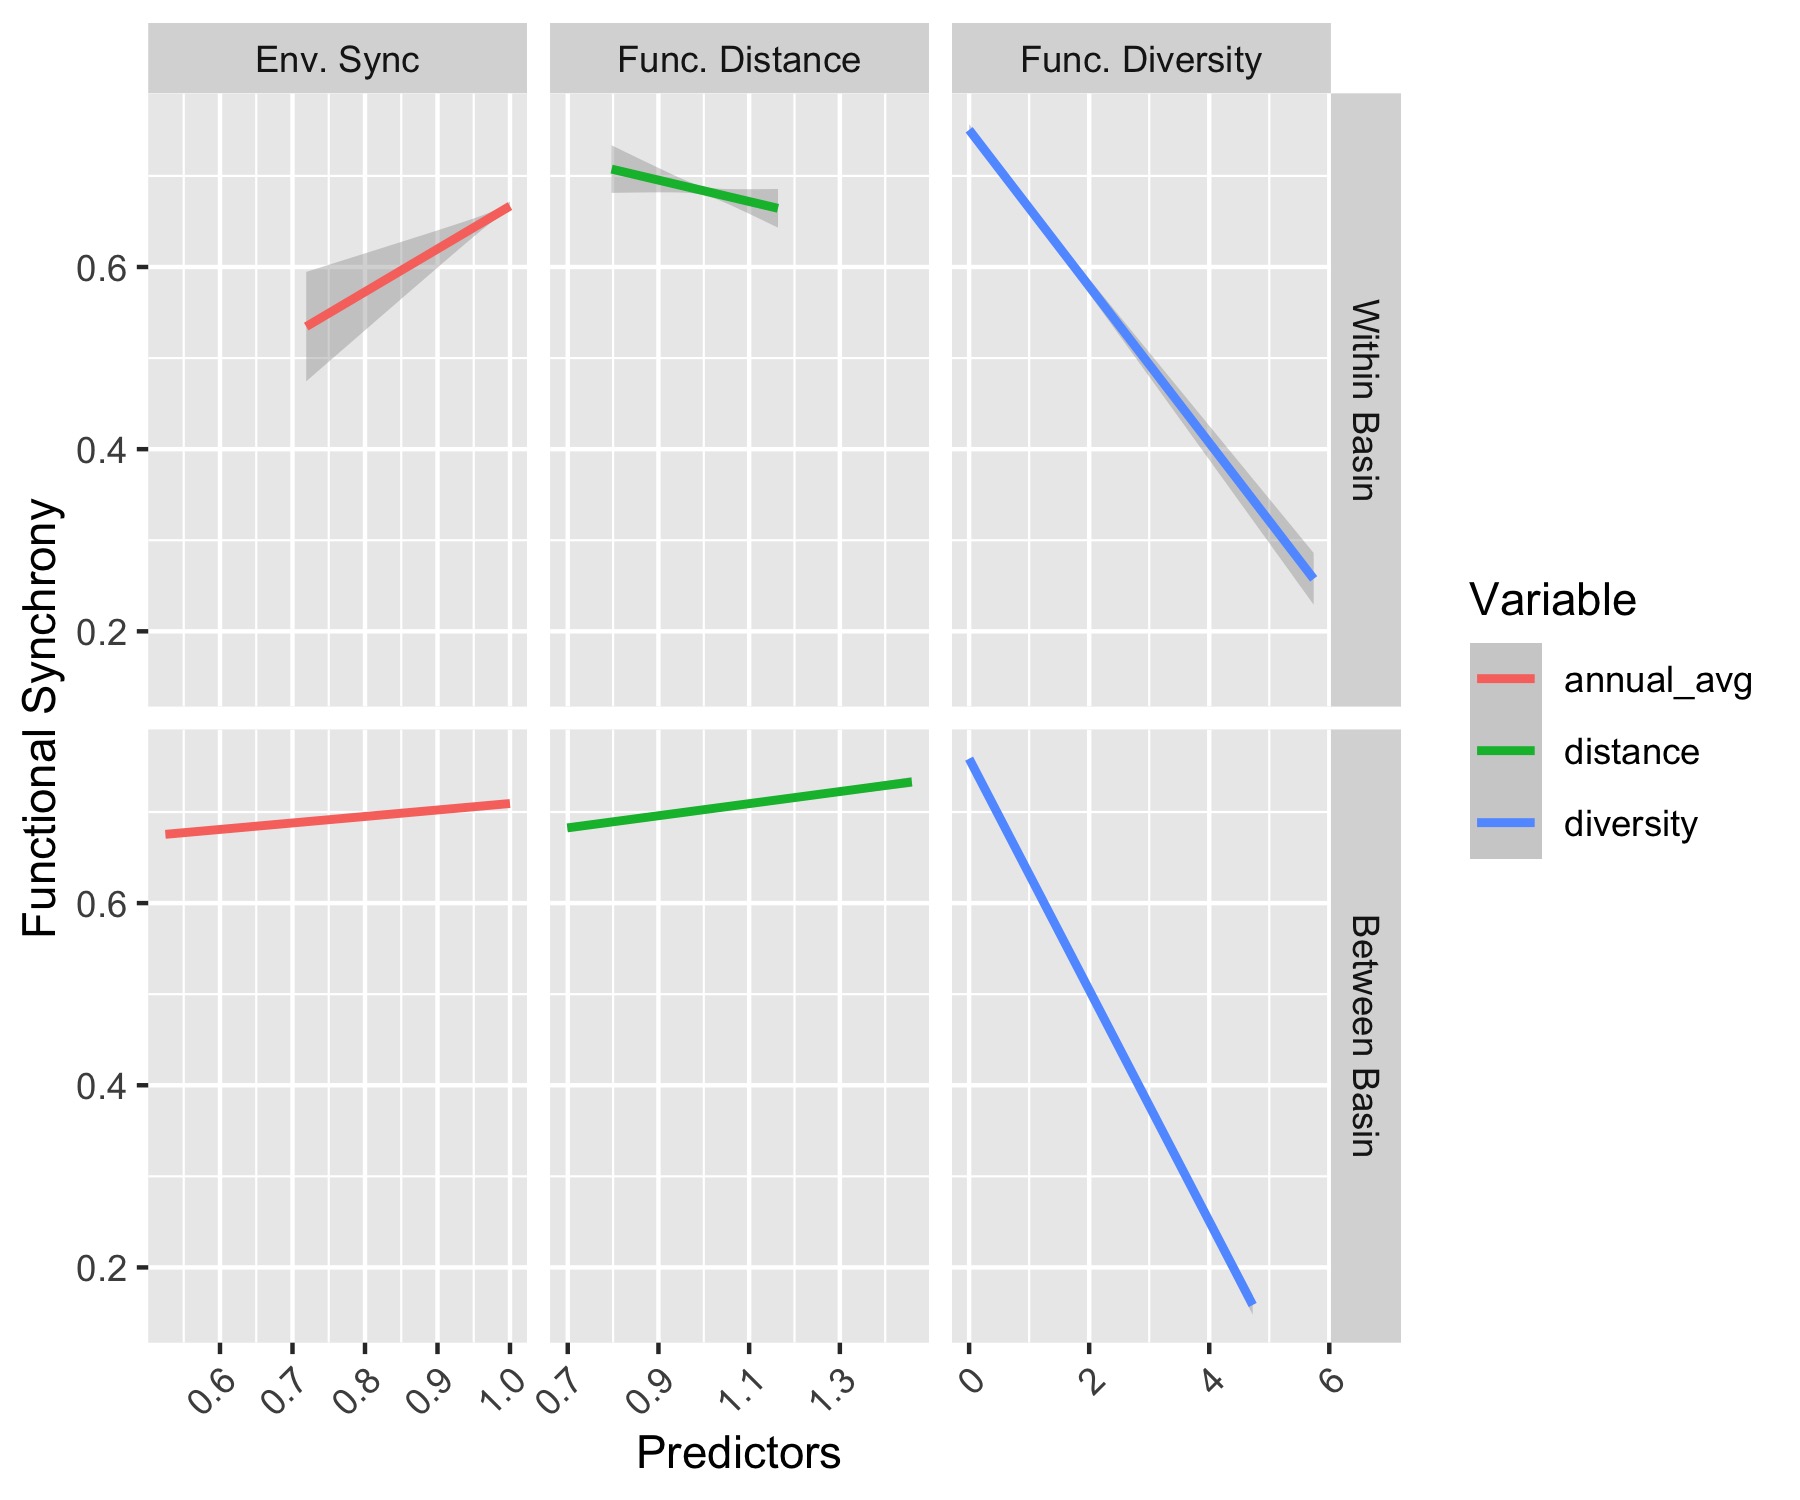 Env. Sync
Func. Distance
Func. Diversity
Within Basin
0.6
0.4
0.2
Functional Synchrony
Between Basin
0.6
0.4
0.2
0.6 0.7 0.8 0.9 1.0
0.7 0.9 1.1 1.3
0 2 4 6
Predictors
Variable
annual_avg
distance
diversity